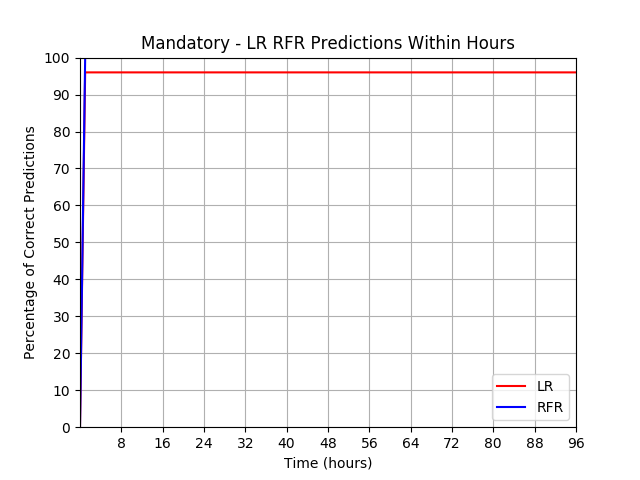 Mandatory - LR RFR Predictions Within Hours
Percentage of Correct Predictions
100
90
80
70
60
50
40
30
20
10
0
8 16 24 32 40 48 56 64 72 80 88 96
Time (hours)
LR
RFR